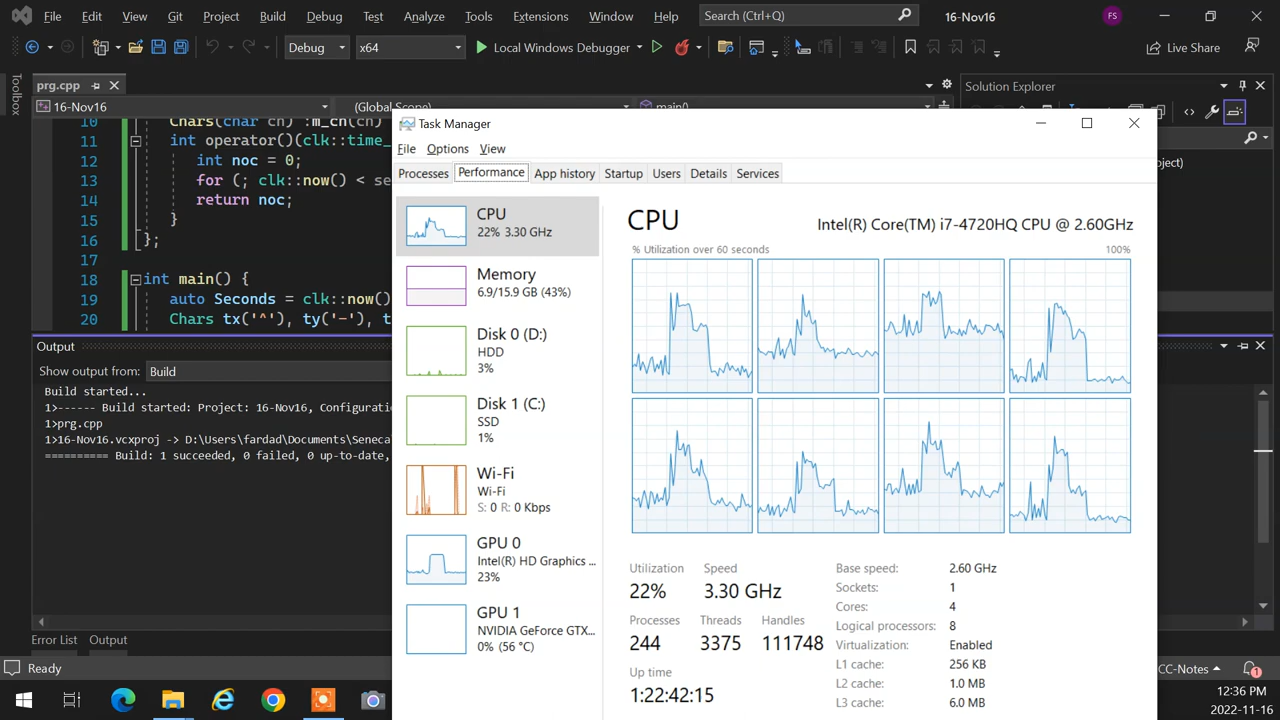 File Edit View Git Project Build Debug Test Analyze Tools Extensions Window Help Search (Ctrl+Q) 16-Nov16 FS
Debug x64 Local Windows Debugger Live Share
Toolbox
prg.cpp
Solution Explorer
16-Nov16 (Global Scope) main()
10 Chars(char ch) :m_ch(ch)
11 int operator()(clk::time_
12 int noc = 0;
13 for (; clk::now() < se
14 return noc;
15 }
16 };
17
18 int main() {
19 auto Seconds = clk::now()
20 Chars tx('^'), ty('-'), t
ject)
Output
Show output from: Build
Build started...
1>------ Build started: Project: 16-Nov16, Configuratio
1>prg.cpp
1>16-Nov16.vcxproj -> D:\Users\fardad\Documents\Seneca
========== Build: 1 succeeded, 0 failed, 0 up-to-date,
Error List Output
Ready
CC-Notes
1
Task Manager
File Options View
Processes Performance App history Startup Users Details Services
CPU
22% 3.30 GHz
Memory
6.9/15.9 GB (43%)
Disk 0 (D:)
HDD
3%
Disk 1 (C:)
SSD
1%
Wi-Fi
Wi-Fi
S: 0 R: 0 Kbps
GPU 0
Intel(R) HD Graphics ...
23%
GPU 1
NVIDIA GeForce GTX...
0% (56 °C)
CPU Intel(R) Core(TM) i7-4720HQ CPU @ 2.60GHz
% Utilization over 60 seconds 100%
Utilization Speed
22% 3.30 GHz
Processes Threads Handles
244 3375 111748
Up time
1:22:42:15
Base speed: 2.60 GHz
Sockets: 1
Cores: 4
Logical processors: 8
Virtualization: Enabled
L1 cache: 256 KB
L2 cache: 1.0 MB
L3 cache: 6.0 MB
12:36 PM
2022-11-16